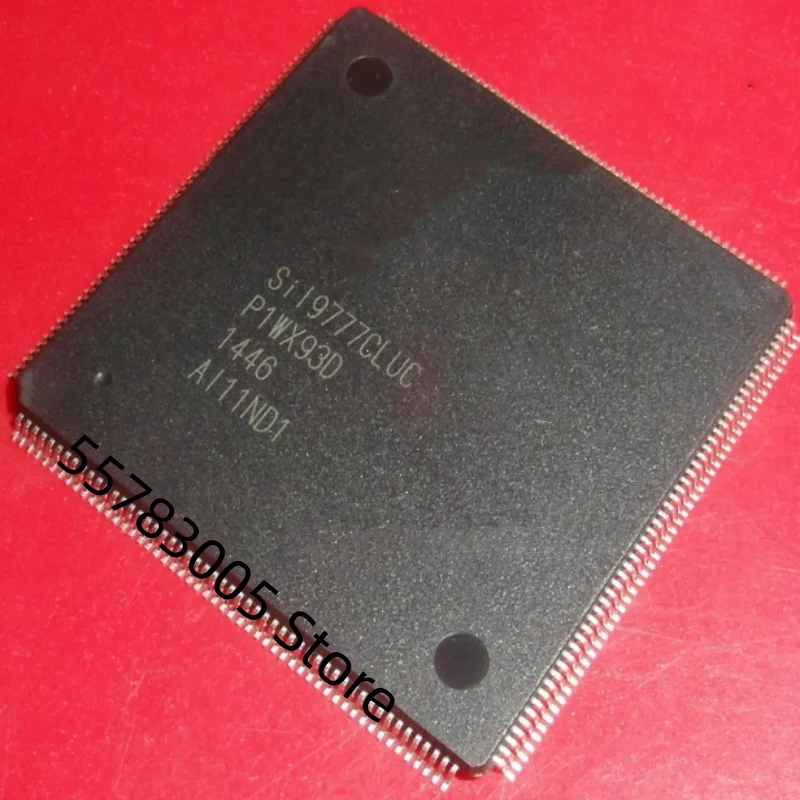 SiI9777CLUC
P1WX93D
1446
AI11ND1
55783005 Store